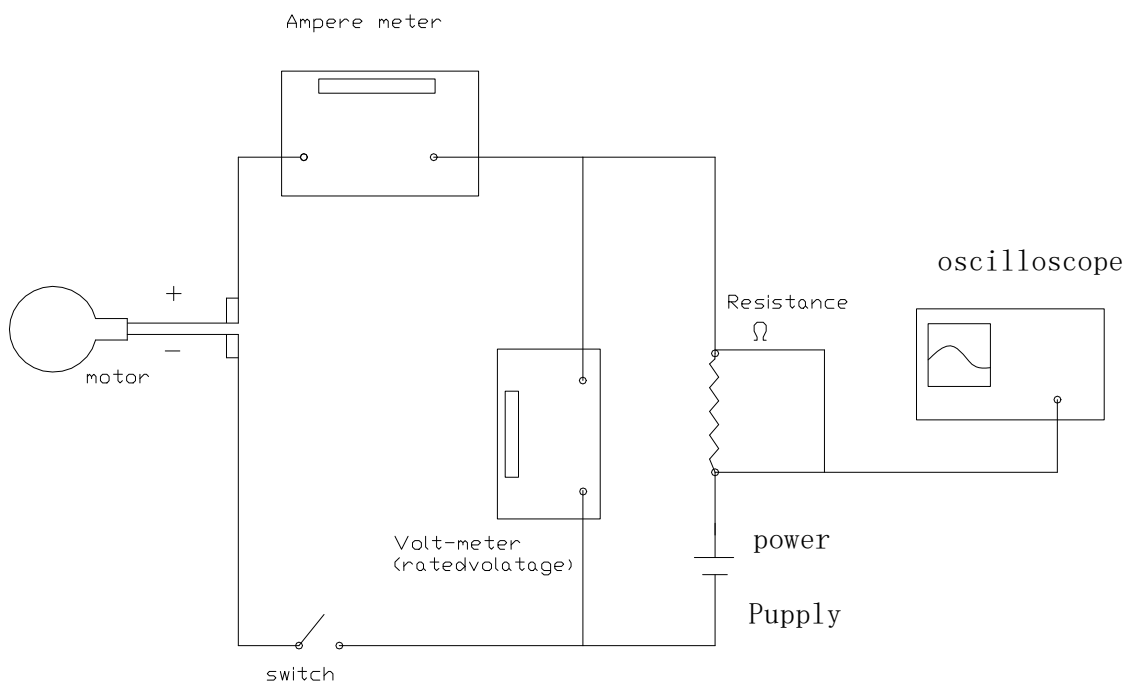 Ampere meter
oscilloscope
+
Resistance
Ω
−
motor
Volt-meter
(ratedvolatage)
power
Pupply
switch